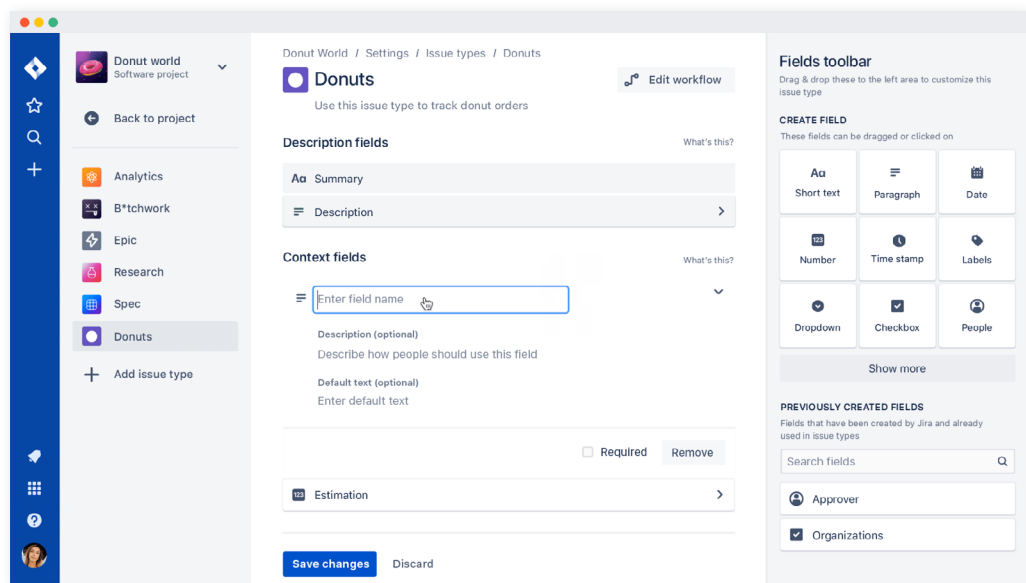 Donut world
Software project
Back to project
Analytics
B*tchwork
Epic
Research
Spec
Donuts
Add issue type
Donut World / Settings / Issue types / Donuts
Donuts
Edit workflow
Use this issue type to track donut orders
Description fields
What's this?
Aa Summary
Description
Context fields
What's this?
Enter field name
Description (optional)
Describe how people should use this field
Default text (optional)
Enter default text
Required
Remove
123 Estimation
Save changes
Discard
Fields toolbar
Drag & drop these to the left area to customize this
issue type
CREATE FIELD
These fields can be dragged or clicked on
Aa
Short text
Paragraph
Date
123
Number
Time stamp
Labels
Dropdown
Checkbox
People
Show more
PREVIOUSLY CREATED FIELDS
Fields that have been created by Jira and already
used in issue types
Search fields
Approver
Organizations